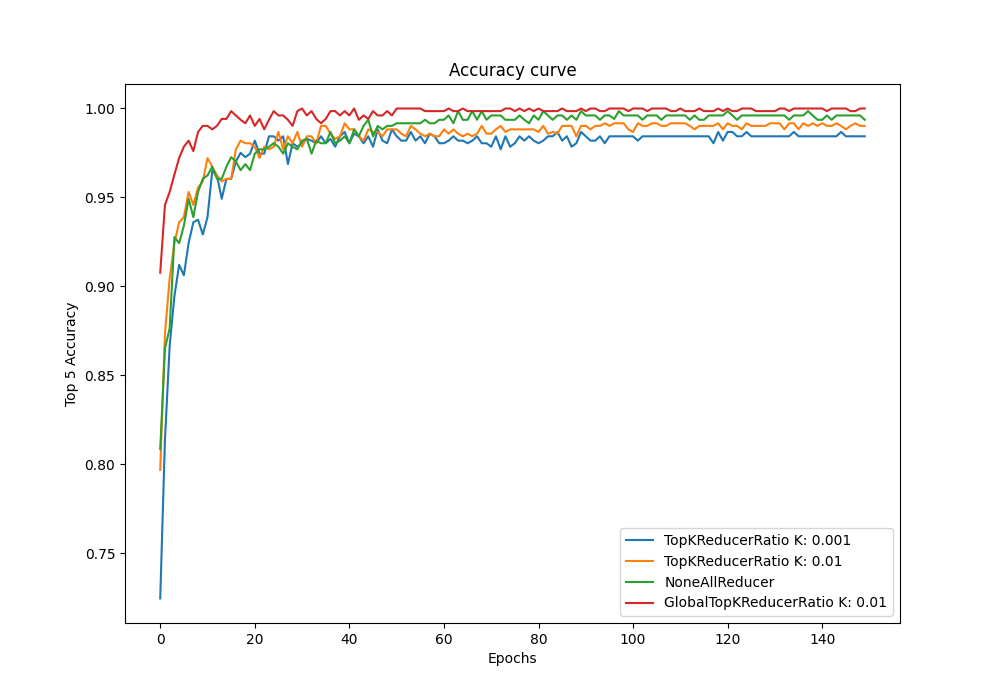 Accuracy curve
1.00
0.95
0.90
0.85
0.80
0.75
Top 5 Accuracy
TopKReducerRatio K: 0.001
TopKReducerRatio K: 0.01
NoneAllReducer
GlobalTopKReducerRatio K: 0.01
0 20 40 60 80 100 120 140
Epochs